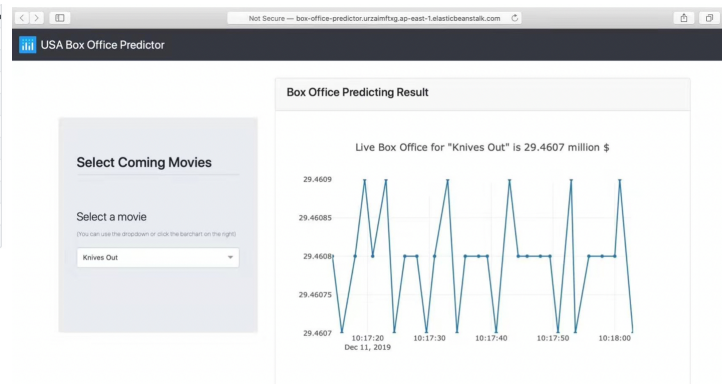 Not Secure — box-office-predictor.urzaimftxg.ap-east-1.elasticbeanstalk.com
USA Box Office Predictor
Box Office Predicting Result
Select Coming Movies
Select a movie
(You can use the dropdown or click the barchart on the right)
Knives Out
Live Box Office for "Knives Out" is 29.4607 million $
29.4609
29.46085
29.4608
29.46075
29.4607
10:17:20 10:17:30 10:17:40 10:17:50 10:18:00
Dec 11, 2019